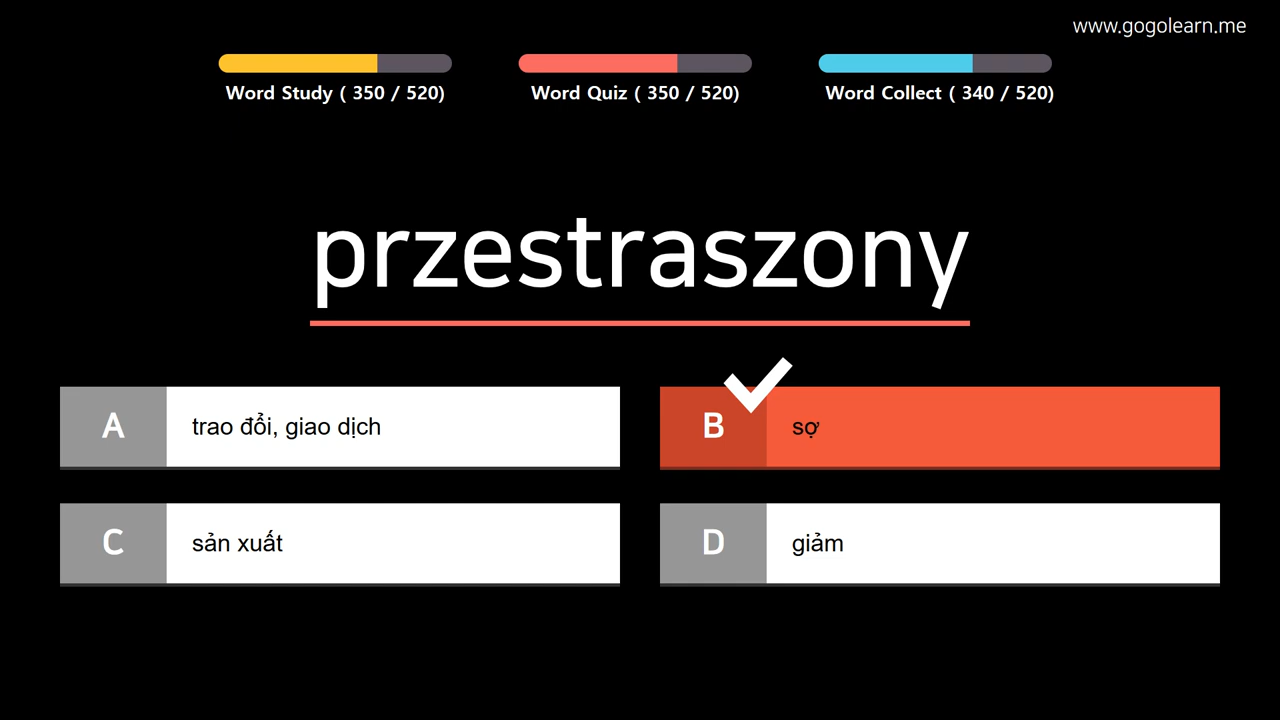 www.gogolearn.me
Word Study ( 350 / 520)
Word Quiz ( 350 / 520)
Word Collect ( 340 / 520)
przestraszony
A trao đổi, giao dịch
B sợ
C sản xuất
D giảm